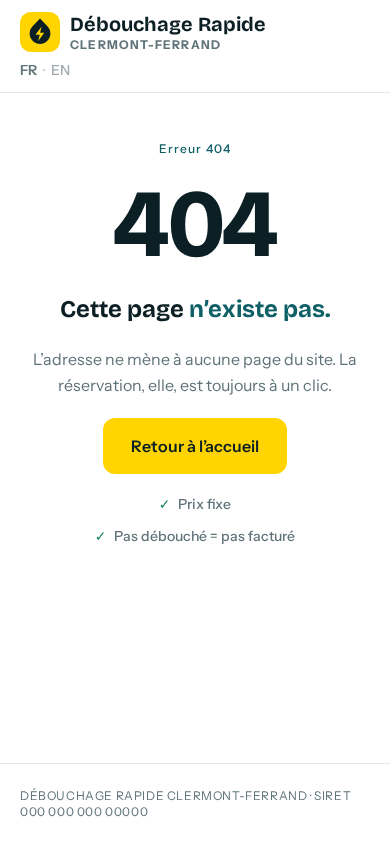 Débouchage Rapide
CLERMONT-FERRAND
FR · EN
Erreur 404
404
Cette page n’existe pas.
L’adresse ne mène à aucune page du site. La
réservation, elle, est toujours à un clic.
Retour à l’accueil
✓ Prix fixe
✓ Pas débouché = pas facturé
DÉBOUCHAGE RAPIDE CLERMONT-FERRAND · SIRET
000 000 000 00000